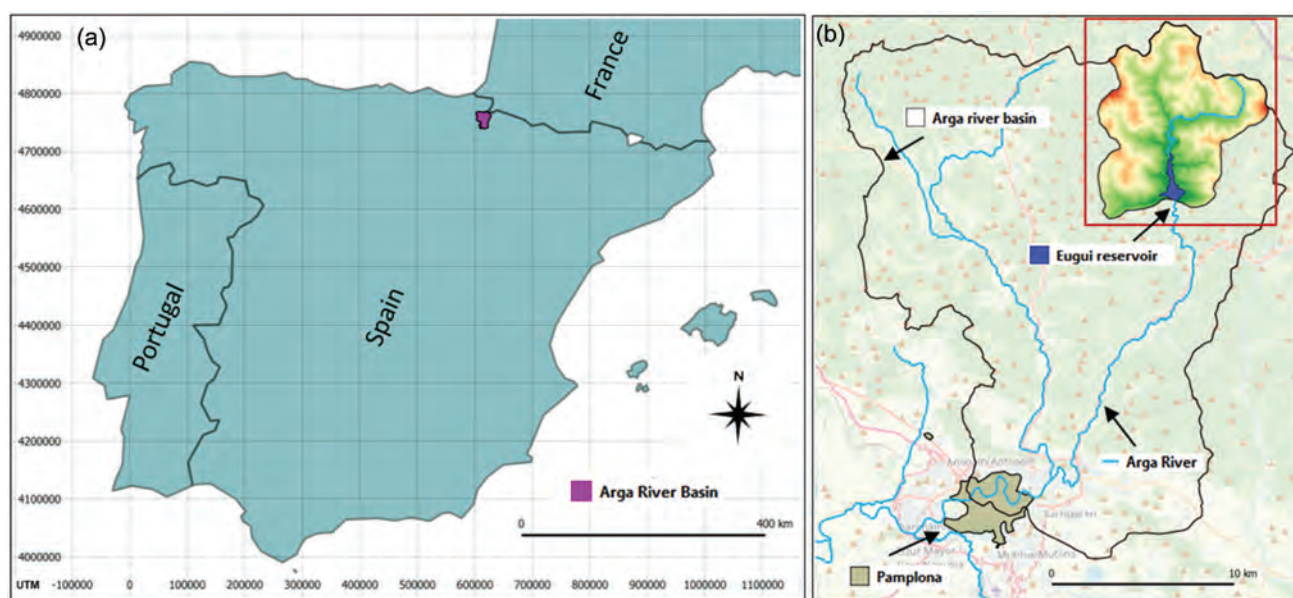 (a)
4900000
4800000
4700000
4600000
4500000
4400000
4300000
4200000
4100000
4000000
France
Portugal
Spain
N
Arga River Basin
0 400 km
UTM -100000 0 100000 200000 300000 400000 500000 600000 700000 800000 900000 1000000 1100000
(b)
Arga river basin
Eugui reservoir
Arga River
Pamplona
0 10 km